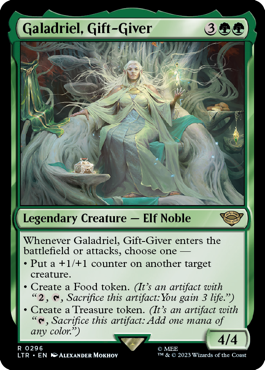 Galadriel, Gift-Giver 3
Legendary Creature — Elf Noble
Whenever Galadriel, Gift-Giver enters the
battlefield or attacks, choose one —
• Put a +1/+1 counter on another target
creature.
• Create a Food token. (It's an artifact with
"2, , Sacrifice this artifact: You gain 3 life.")
• Create a Treasure token. (It's an artifact with
", Sacrifice this artifact: Add one mana of
any color.")
4/4
R 0296
LTR • EN ALEXANDER MOKHOV
© MEE
™ & © 2023 Wizards of the Coast